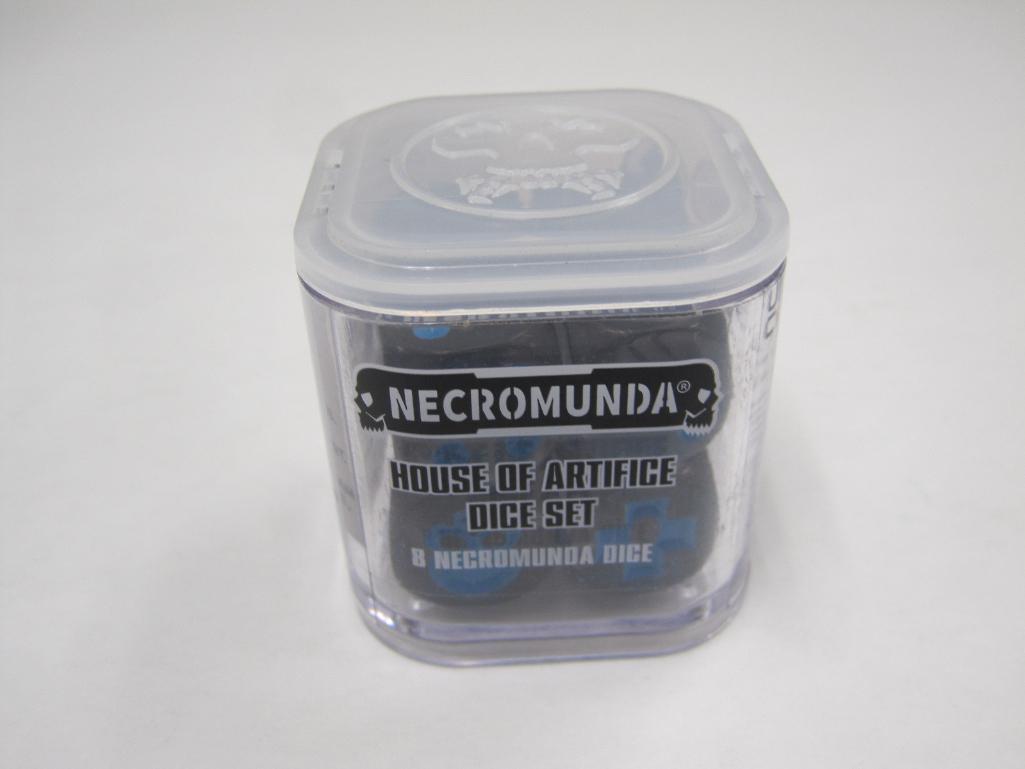 NECROMUNDA®
HOUSE OF ARTIFICE
DICE SET
8 NECROMUNDA DICE